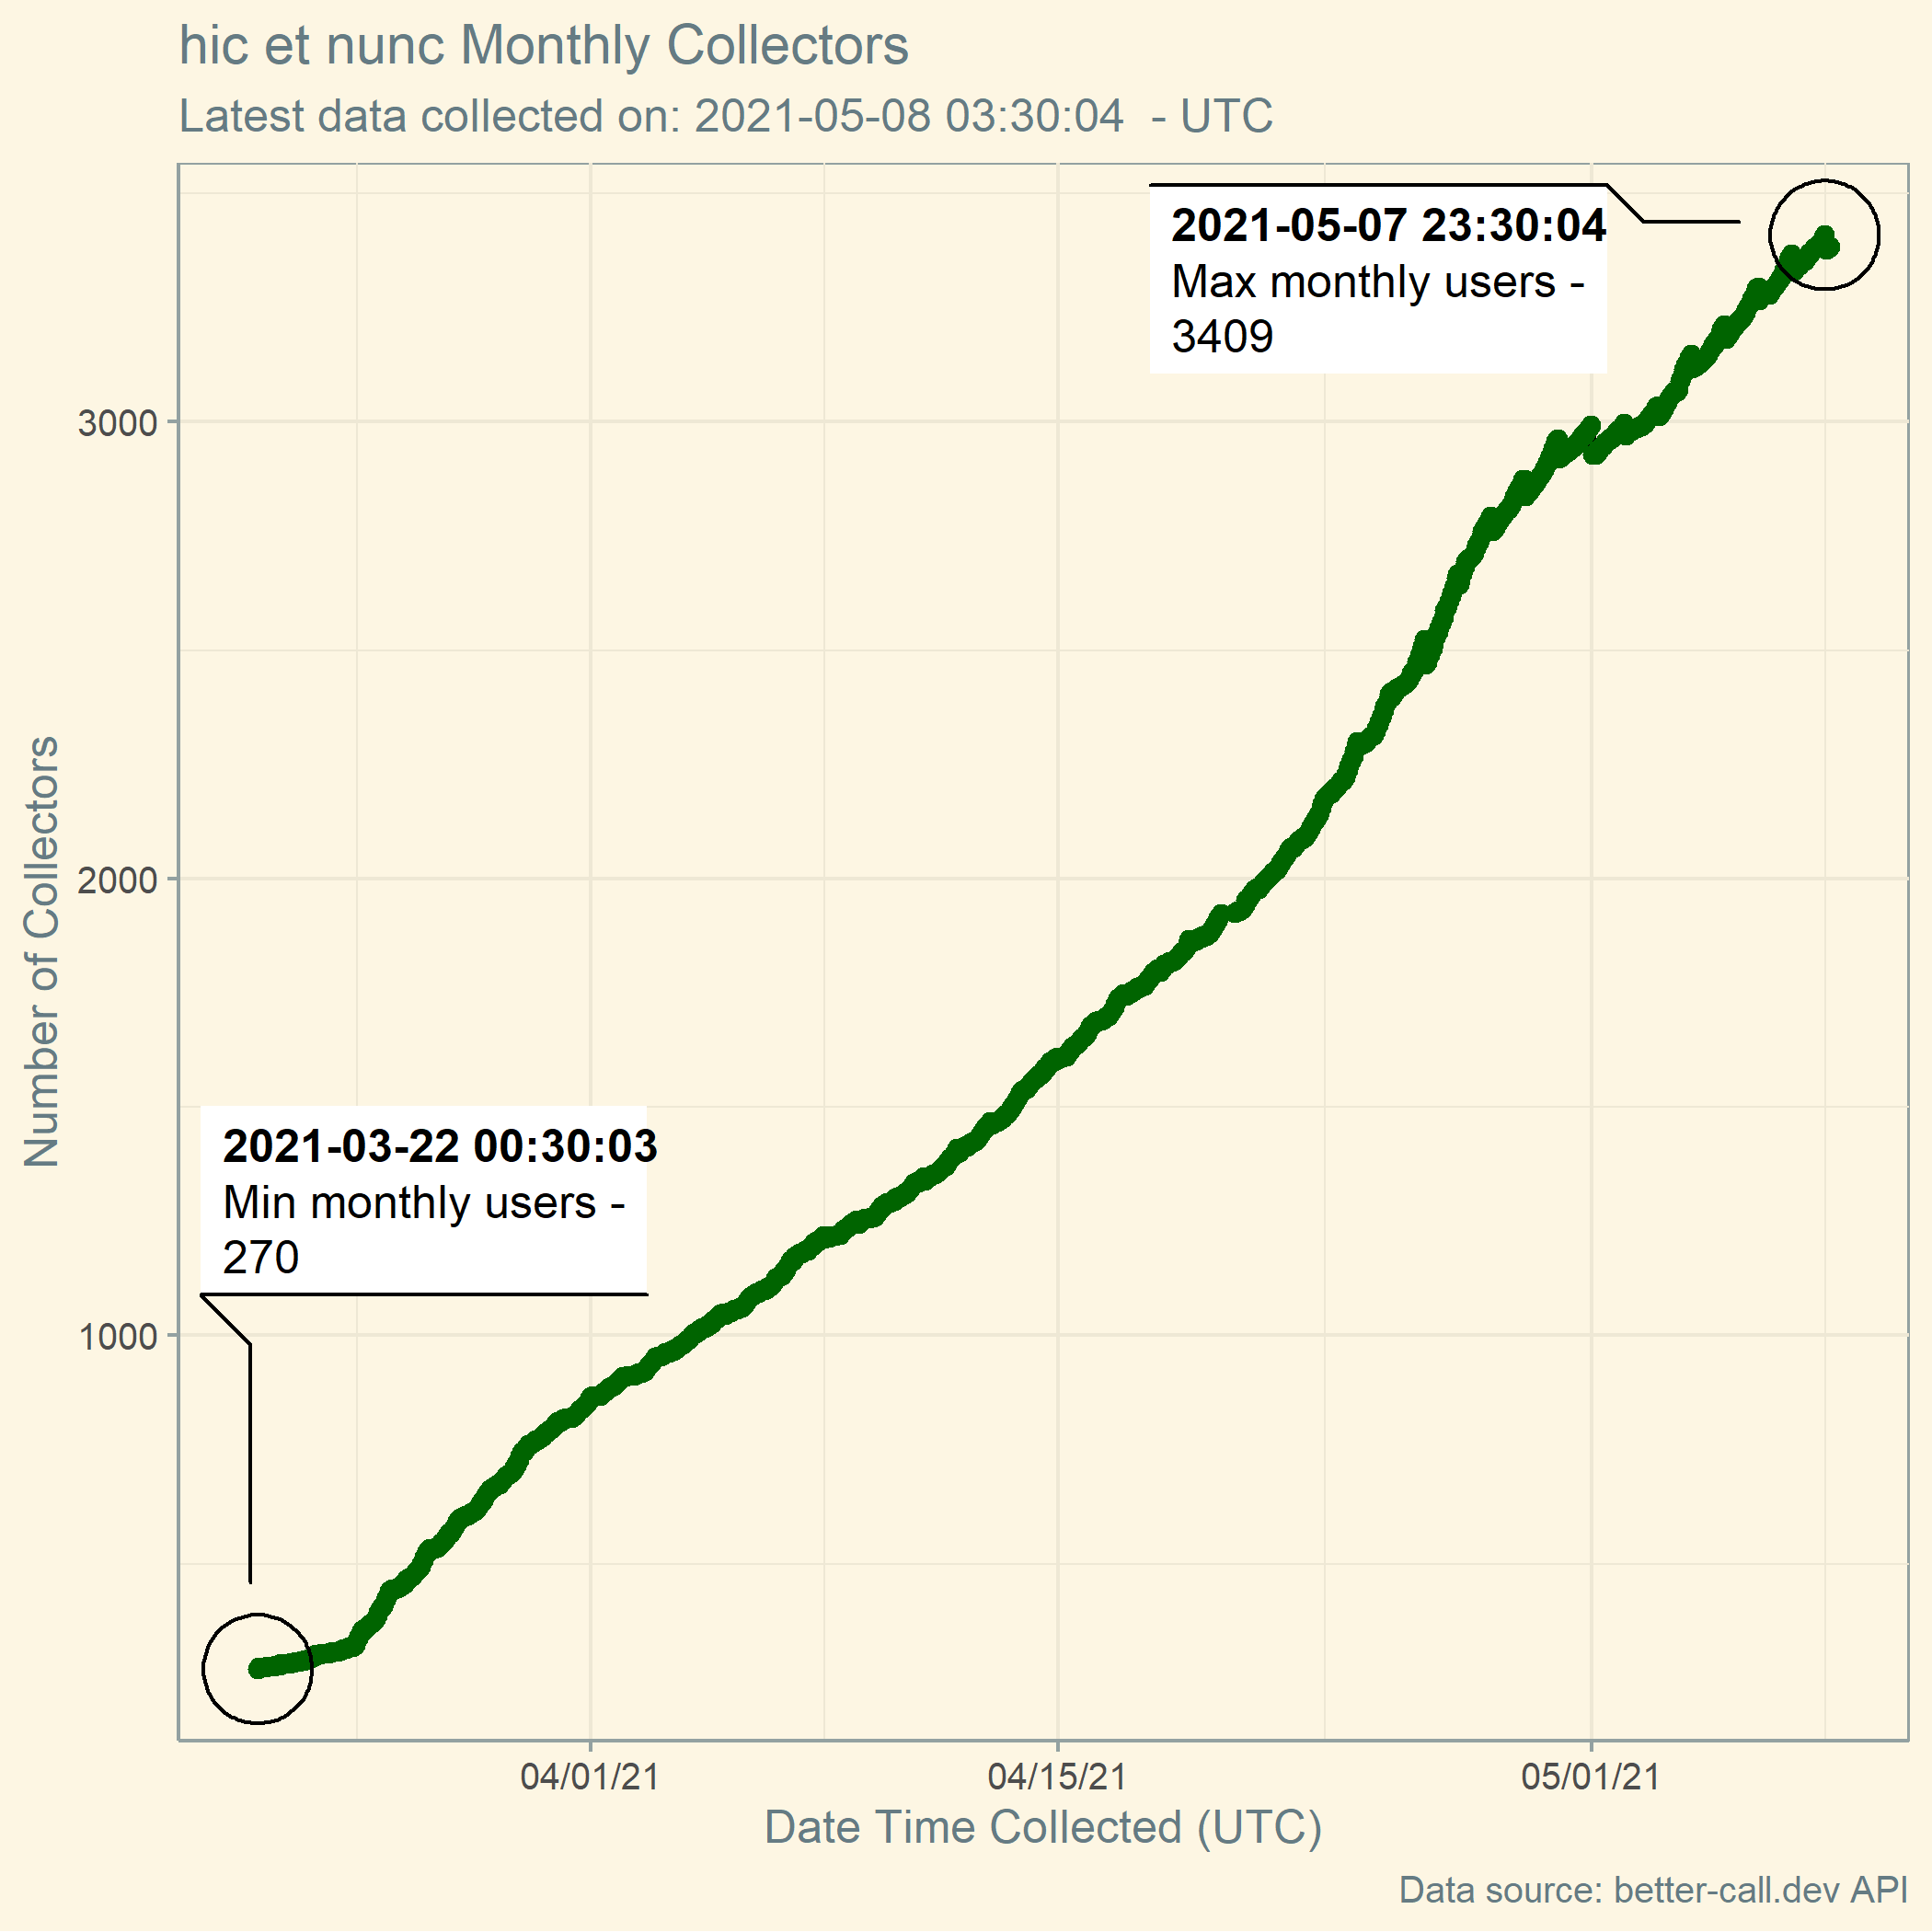 hic et nunc Monthly Collectors
Latest data collected on: 2021-05-08 03:30:04  - UTC
2021-05-07 23:30:04
Max monthly users -
3409
3000
2000
1000
Number of Collectors
2021-03-22 00:30:03
Min monthly users -
270
04/01/21
04/15/21
05/01/21
Date Time Collected (UTC)
Data source: better-call.dev API